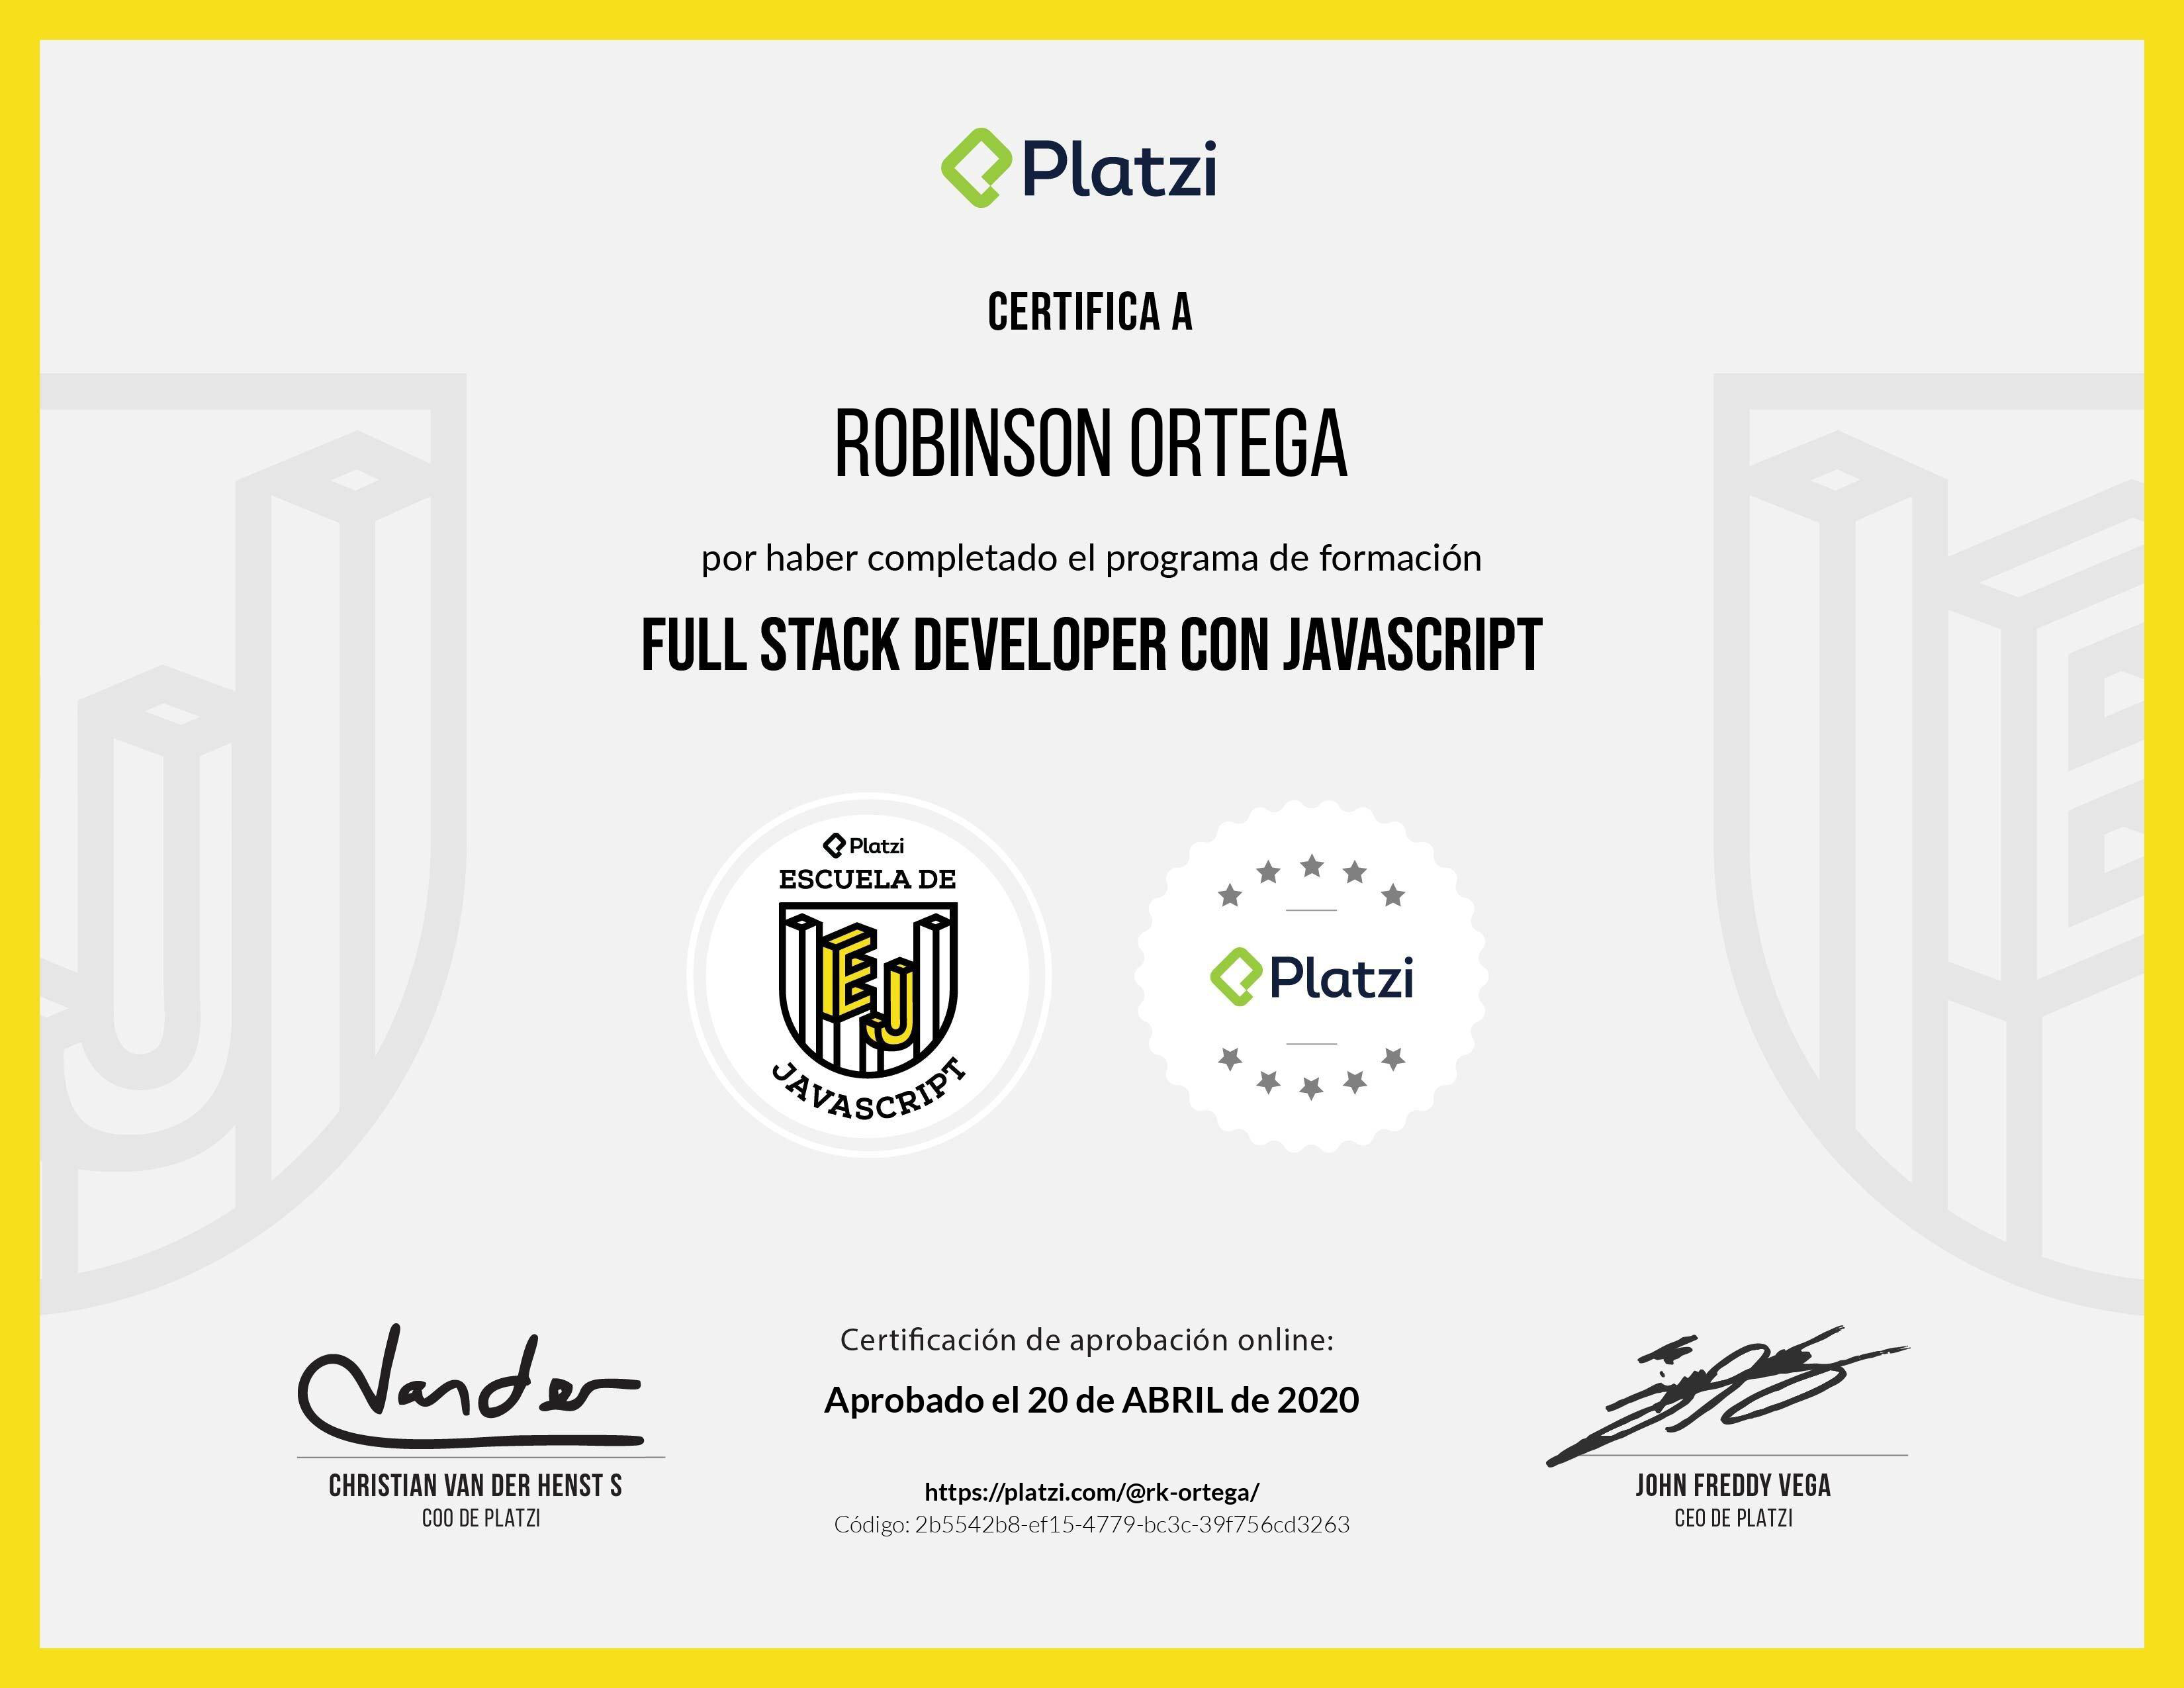 Platzi
CERTIFICA A
ROBINSON ORTEGA
por haber completado el programa de formación
FULL STACK DEVELOPER CON JAVASCRIPT
Platzi
ESCUELA DE
EJ
JAVASCRIPT
Platzi
Vander
CHRISTIAN VAN DER HENST S
COO DE PLATZI
Certificación de aprobación online:
Aprobado el 20 de ABRIL de 2020
https://platzi.com/@rk-ortega/
Código: 2b5542b8-ef15-4779-bc3c-39f756cd3263
JOHN FREDDY VEGA
CEO DE PLATZI